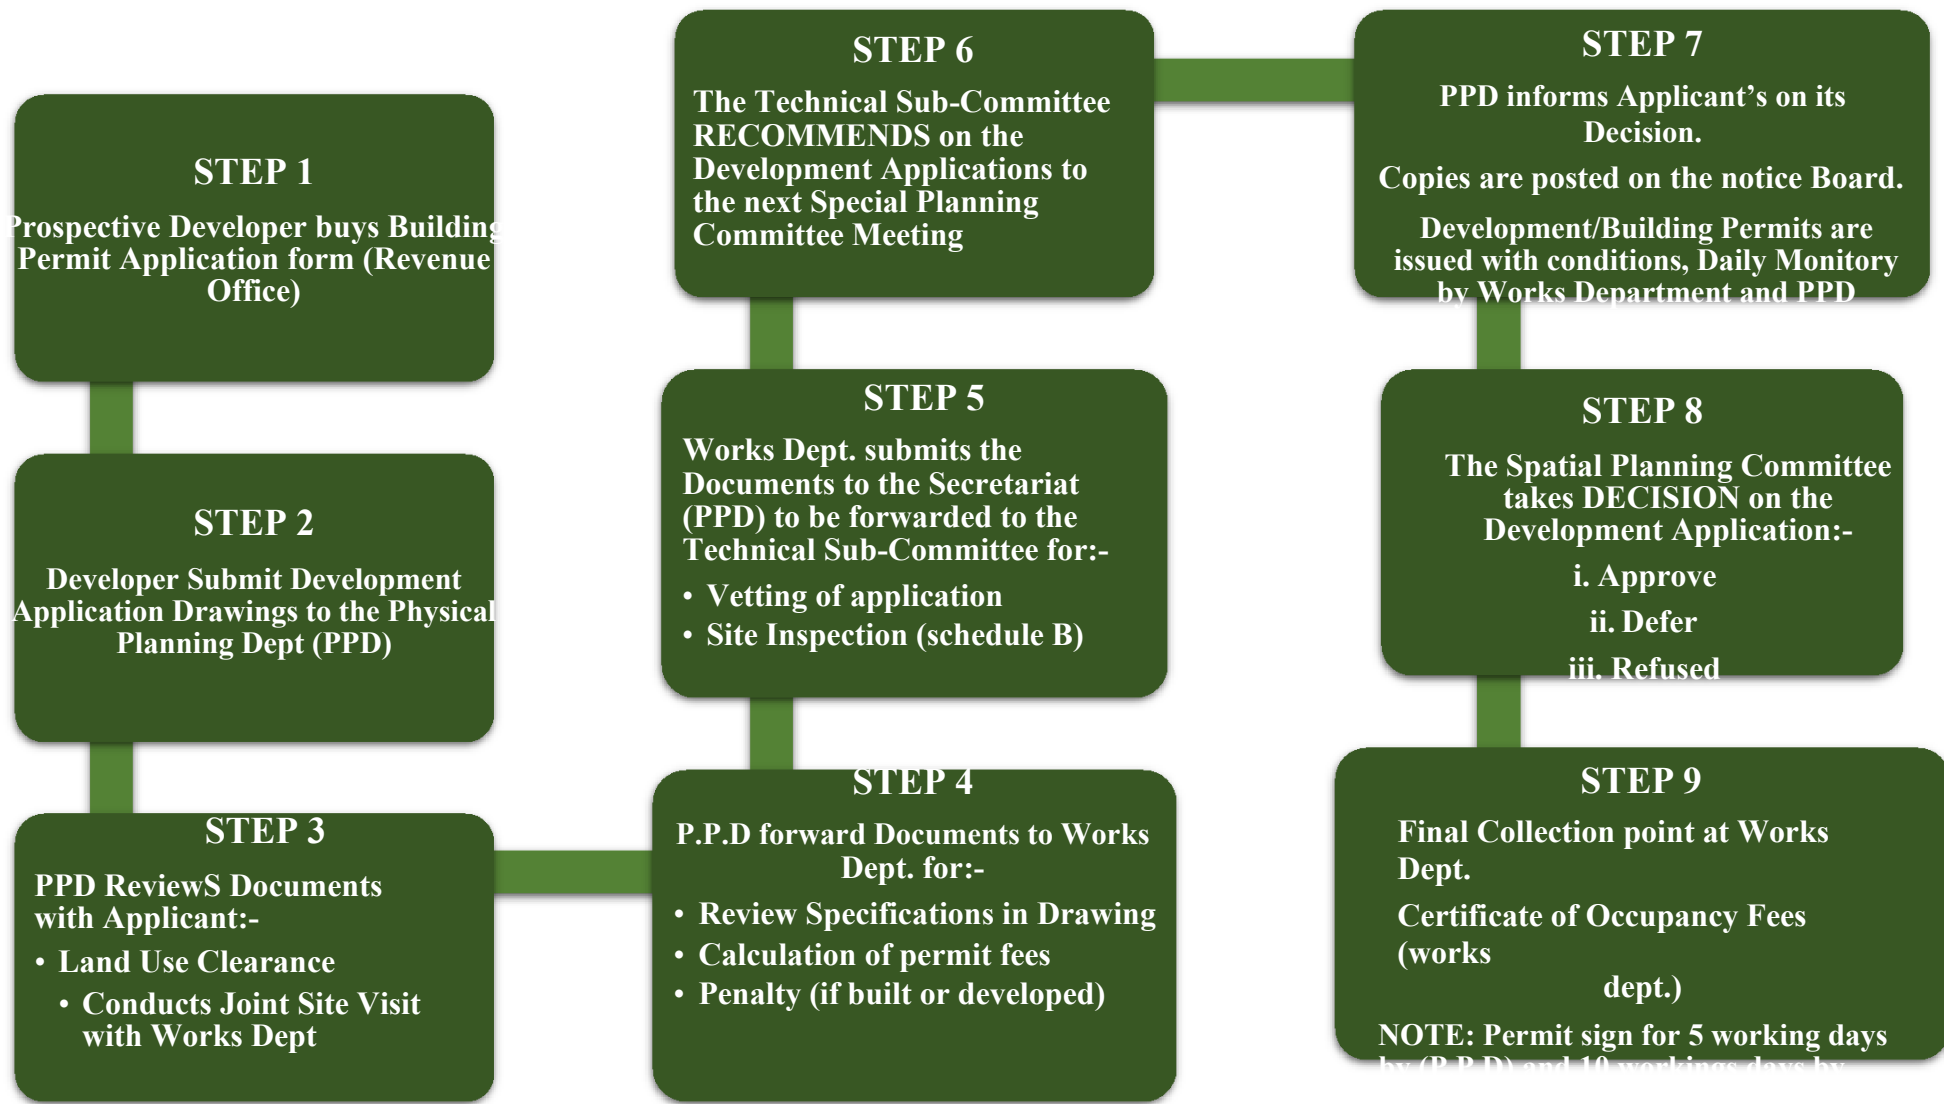 STEP 1
Prospective Developer buys Building
Permit Application form (Revenue
Office)
STEP 2
Developer Submit Development
Application Drawings to the Physical
Planning Dept (PPD)
STEP 3
PPD ReviewS Documents
with Applicant:-
• Land Use Clearance
• Conducts Joint Site Visit
with Works Dept
STEP 4
P.P.D forward Documents to Works
Dept. for:-
• Review Specifications in Drawing
• Calculation of permit fees
• Penalty (if built or developed)
STEP 5
Works Dept. submits the
Documents to the Secretariat
(PPD) to be forwarded to the
Technical Sub-Committee for:-
• Vetting of application
• Site Inspection (schedule B)
STEP 6
The Technical Sub-Committee
RECOMMENDS on the
Development Applications to
the next Special Planning
Committee Meeting
STEP 7
PPD informs Applicant’s on its
Decision.
Copies are posted on the notice Board.
Development/Building Permits are
issued with conditions, Daily Monitory
by Works Department and PPD
STEP 8
The Spatial Planning Committee
takes DECISION on the
Development Application:-
i. Approve
ii. Defer
iii. Refused
STEP 9
Final Collection point at Works
Dept.
Certificate of Occupancy Fees
(works
dept.)
NOTE: Permit sign for 5 working days
by (P.P.D) and 10 workings days by